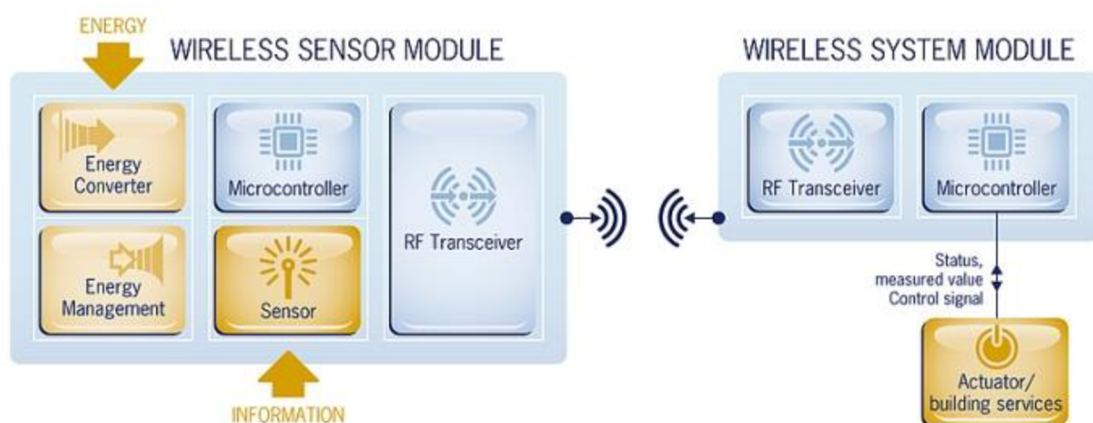 ENERGY
WIRELESS SENSOR MODULE
Energy
Converter
Microcontroller
RF Transceiver
Energy
Management
Sensor
INFORMATION
WIRELESS SYSTEM MODULE
RF Transceiver
Microcontroller
Status,
measured value
Control signal
Actuator/
building services